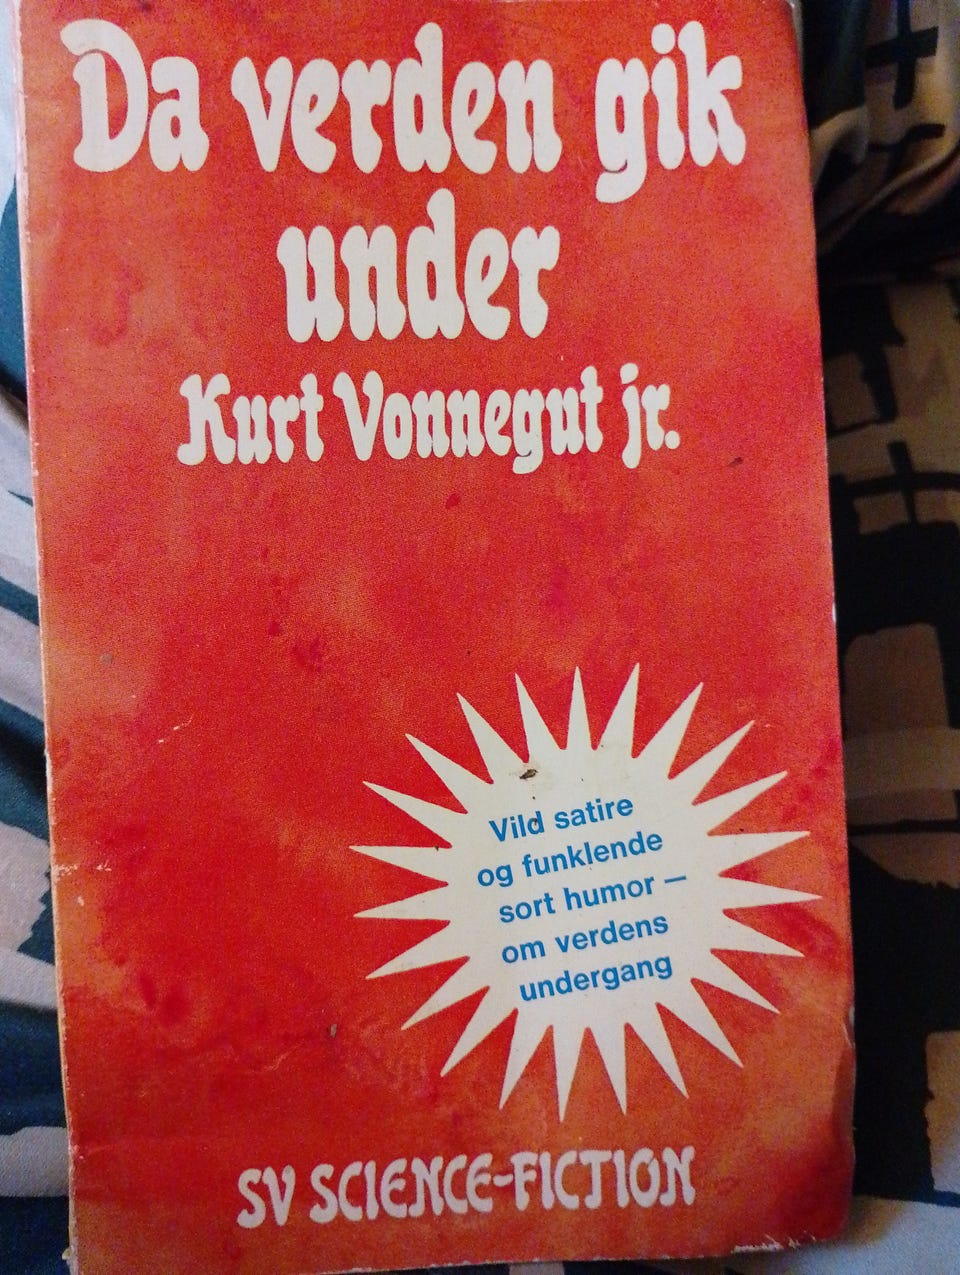 Da verden gik
under
Kurt Vonnegut jr.
Vild satire
og funklende
sort humor —
om verdens
undergang
SV SCIENCE-FICTION